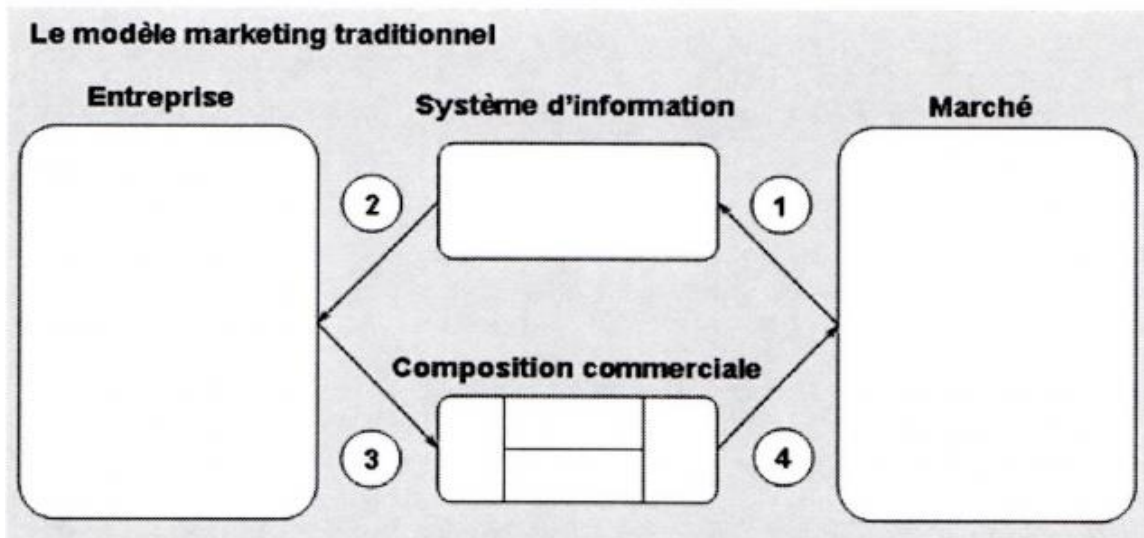 Le modèle marketing traditionnel
Entreprise
Système d'information
Marché
2
1
Composition commerciale
3
4